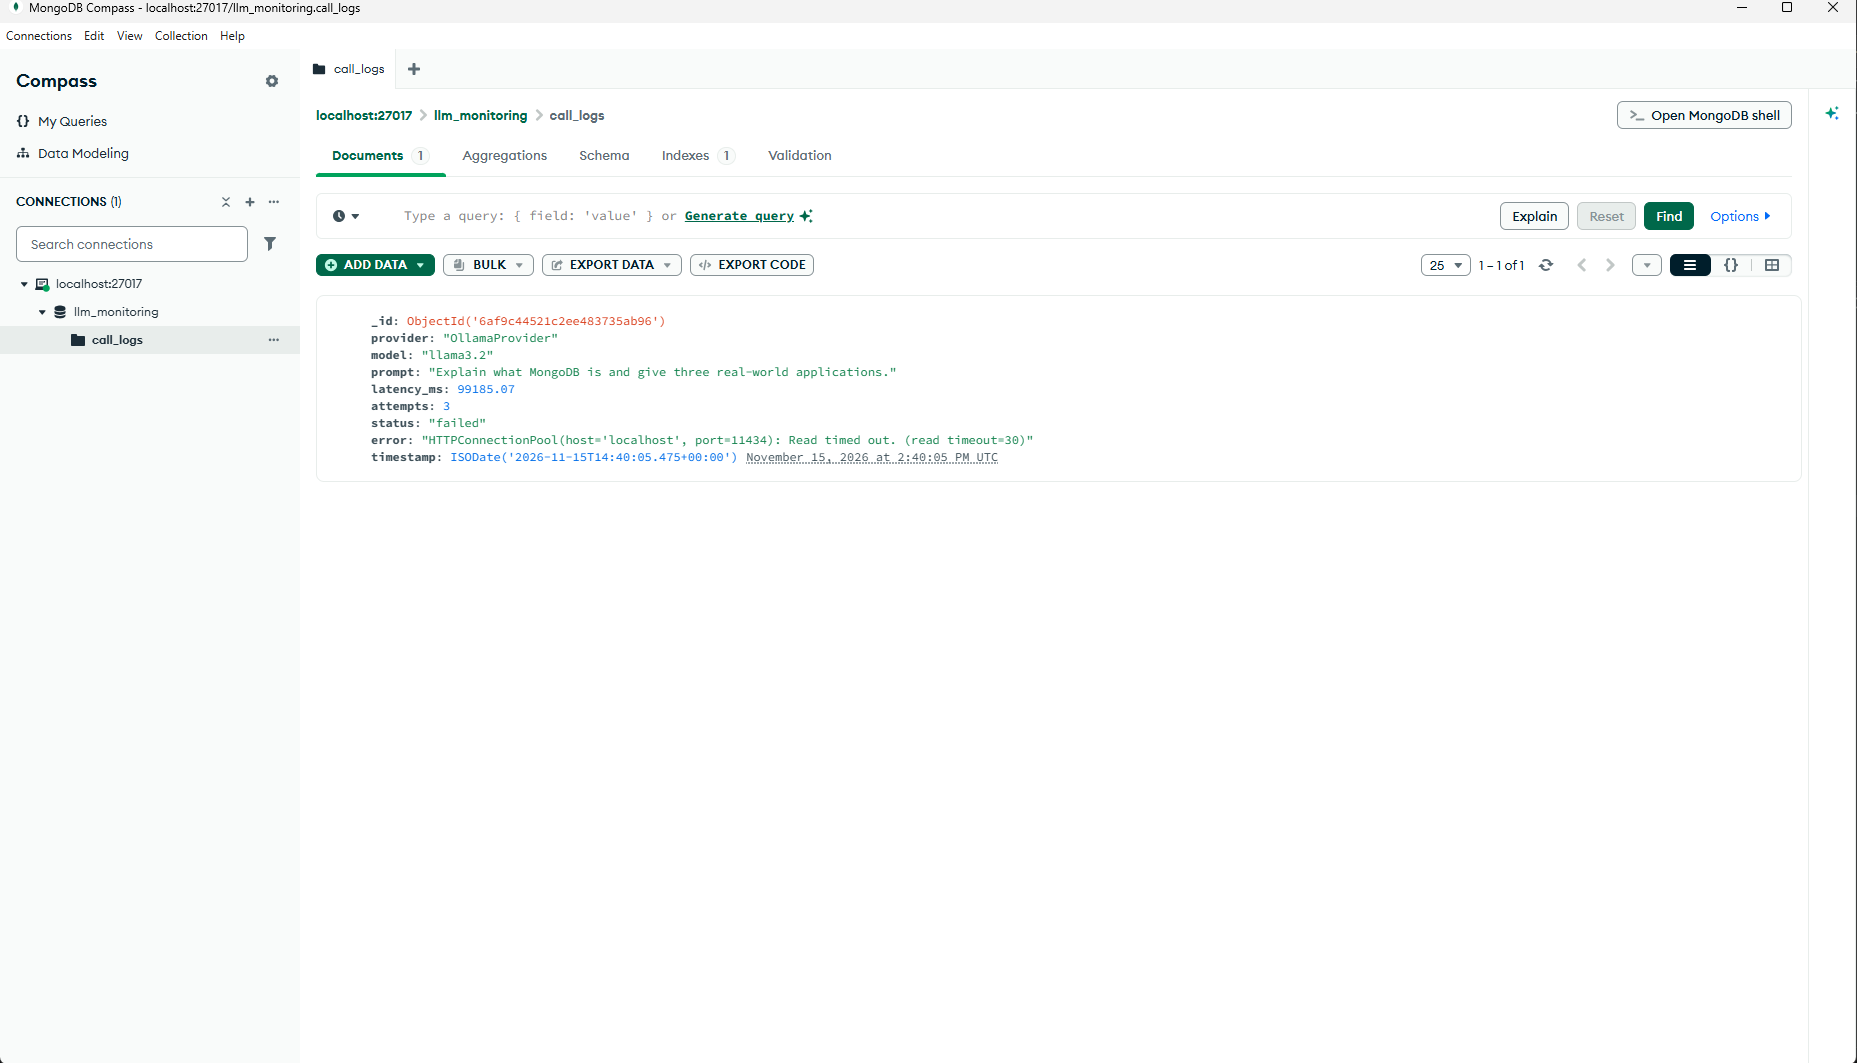 MongoDB Compass - localhost:27017/llm_monitoring.call_logs
Connections Edit View Collection Help
Compass
My Queries
Data Modeling
CONNECTIONS (1)
Search connections
localhost:27017
llm_monitoring
call_logs
call_logs
localhost:27017 > llm_monitoring > call_logs
Open MongoDB shell
Documents 1 Aggregations Schema Indexes 1 Validation
Type a query: { field: 'value' } or Generate query
Explain Reset Find Options
ADD DATA BULK EXPORT DATA EXPORT CODE
25 1 – 1 of 1
_id: ObjectId('6af9c44521c2ee483735ab96')
provider: "OllamaProvider"
model: "llama3.2"
prompt: "Explain what MongoDB is and give three real-world applications."
latency_ms: 99185.07
attempts: 3
status: "failed"
error: "HTTPConnectionPool(host='localhost', port=11434): Read timed out. (read timeout=30)"
timestamp: ISODate('2026-11-15T14:40:05.475+00:00') November 15, 2026 at 2:40:05 PM UTC